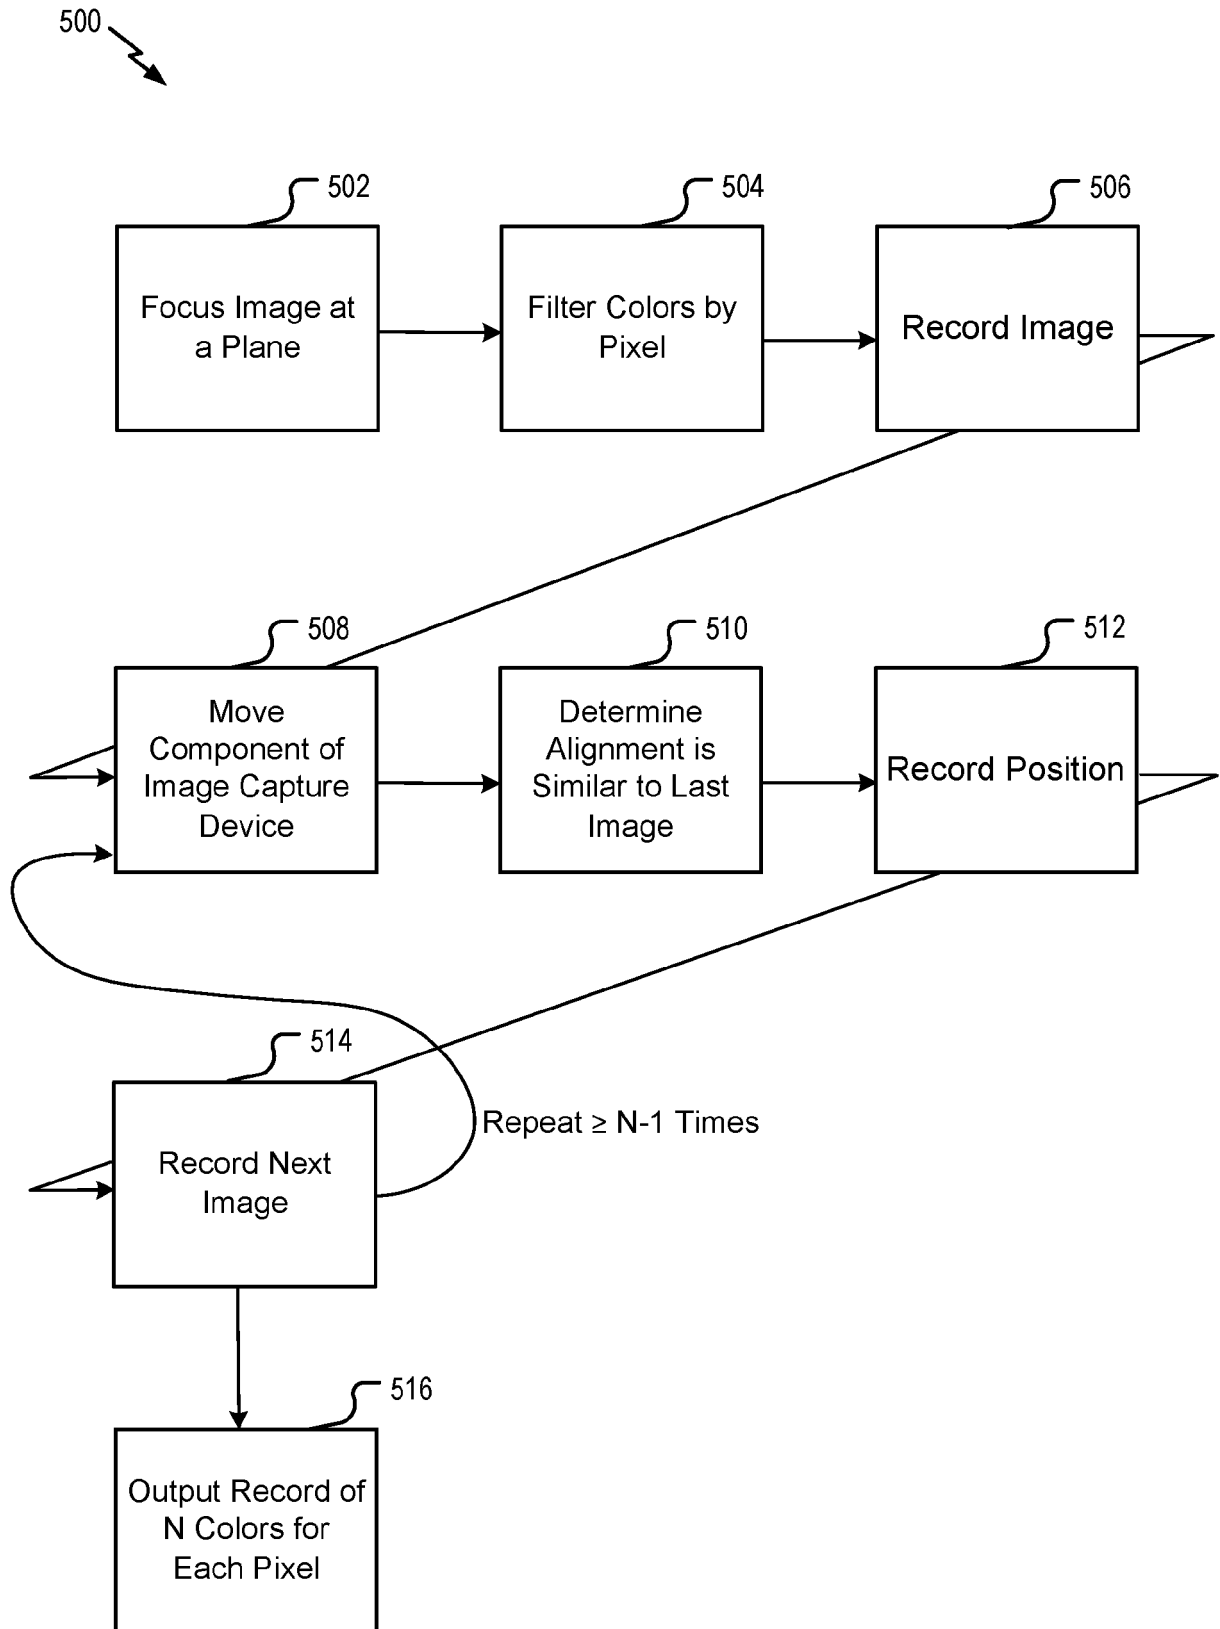 500
502
504
506
Focus Image at
a Plane
Filter Colors by
Pixel
Record Image
508
510
512
Move
Component of
Image Capture
Device
Determine
Alignment is
Similar to Last
Image
Record Position
514
Repeat ≥ N-1 Times
Record Next
Image
516
Output Record of
N Colors for
Each Pixel